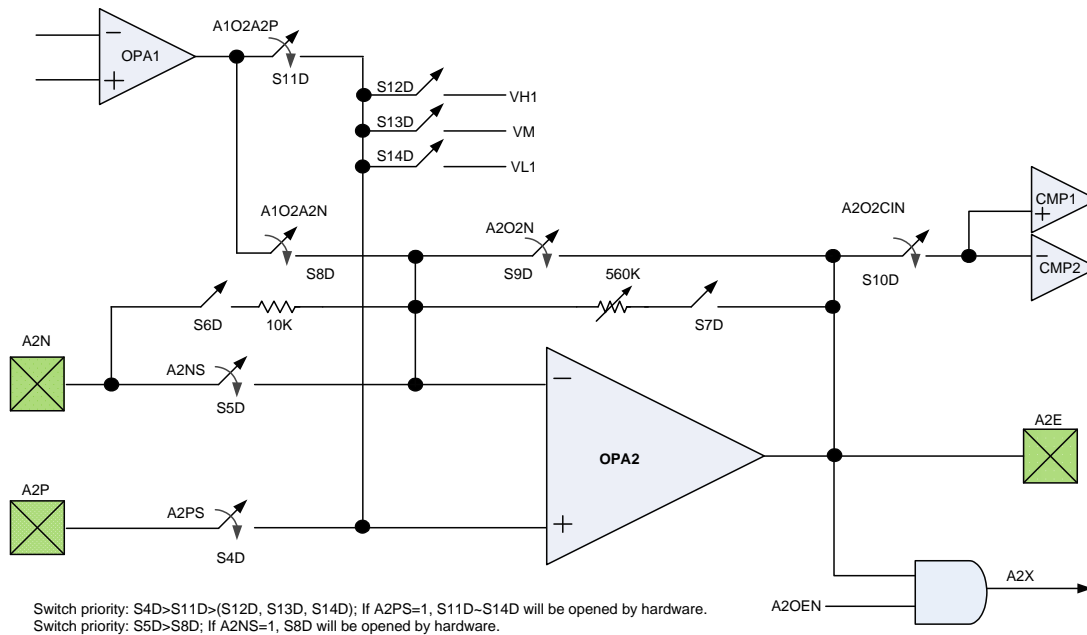 A1O2A2P
OPA1
S11D
S12D
VH1
S13D
VM
S14D
VL1
A1O2A2N
S8D
A2O2N
S9D
A2O2CIN
S10D
CMP1
+
−
CMP2
560K
S6D
10K
S7D
A2N
A2NS
S5D
−
OPA2
A2E
A2P
A2PS
S4D
+
A2OEN
A2X
Switch priority: S4D>S11D>(S12D, S13D, S14D); If A2PS=1, S11D~S14D will be opened by hardware.
Switch priority: S5D>S8D; If A2NS=1, S8D will be opened by hardware.